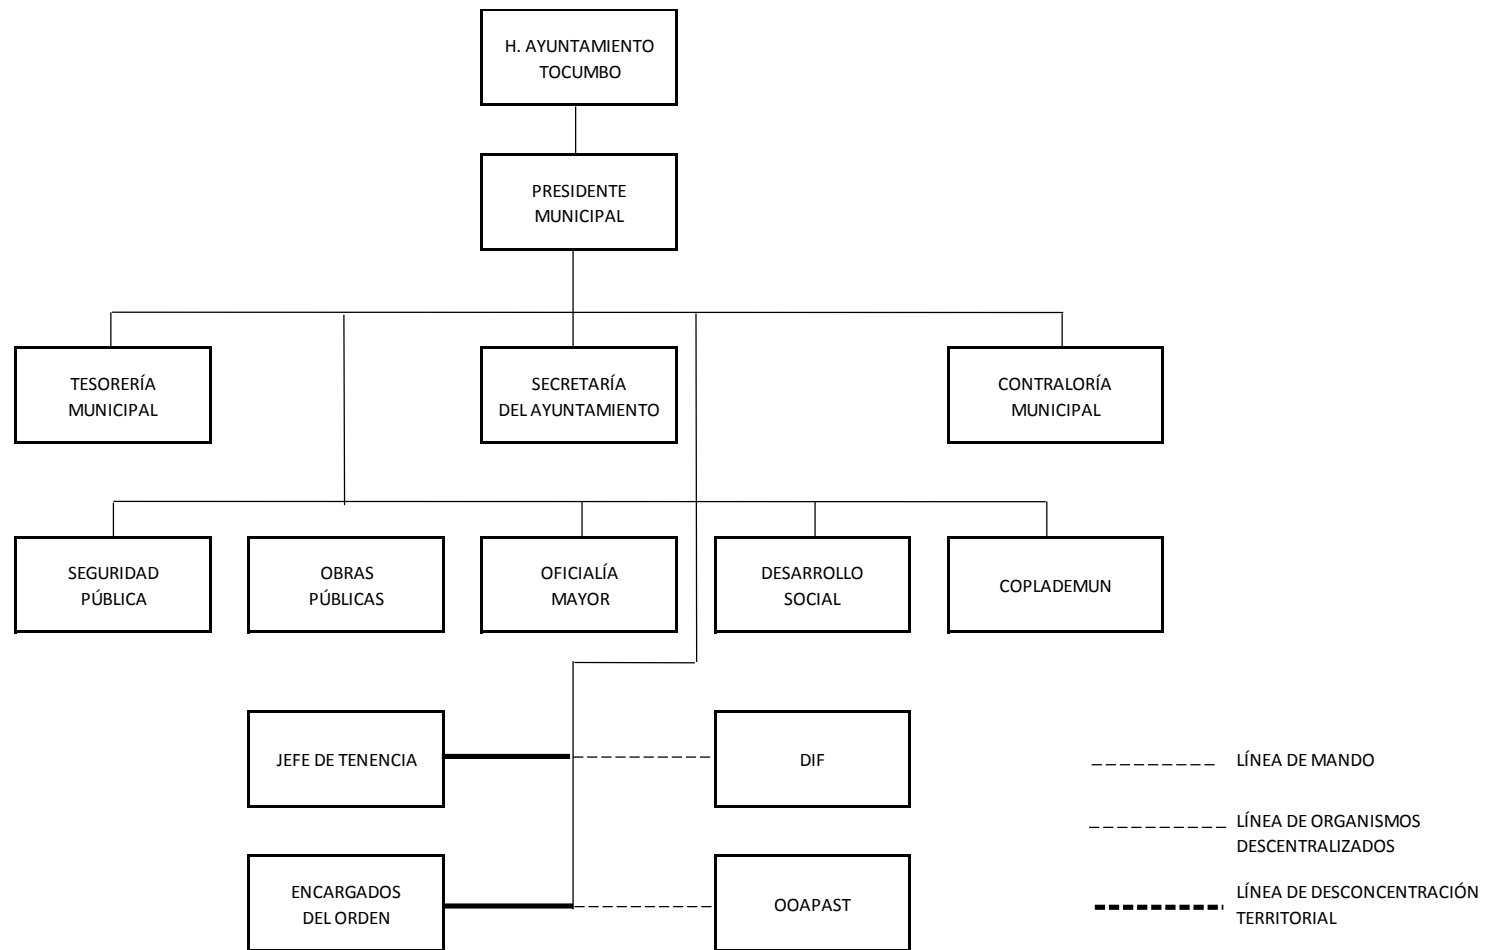 H. AYUNTAMIENTO
TOCUMBO
PRESIDENTE
MUNICIPAL
TESORERÍA
MUNICIPAL
SECRETARÍA
DEL AYUNTAMIENTO
CONTRALORÍA
MUNICIPAL
SEGURIDAD
PÚBLICA
OBRAS
PÚBLICAS
OFICIALÍA
MAYOR
DESARROLLO
SOCIAL
COPLADEMUN
JEFE DE TENENCIA
DIF
ENCARGADOS
DEL ORDEN
OOAPAST
LÍNEA DE MANDO
LÍNEA DE ORGANISMOS
DESCENTRALIZADOS
LÍNEA DE DESCONCENTRACIÓN
TERRITORIAL